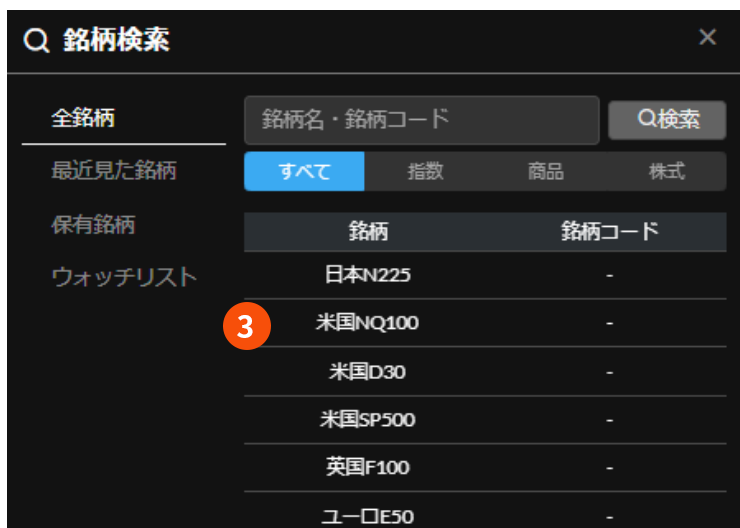 銘柄検索 ×
全銘柄
銘柄名・銘柄コード 検索
最近見た銘柄
すべて 指数 商品 株式
保有銘柄
銘柄 銘柄コード
ウォッチリスト
日本N225 -
3
米国NQ100 -
米国D30 -
米国SP500 -
英国F100 -
ユーロE50 -